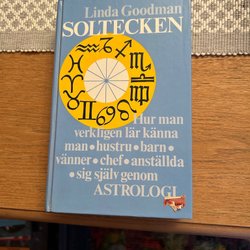 Linda Goodman
SOLTECKEN
Hur man
verkligen lär känna
man • hustru • barn •
vänner • chef • anställda
• sig själv genom
ASTROLOGI